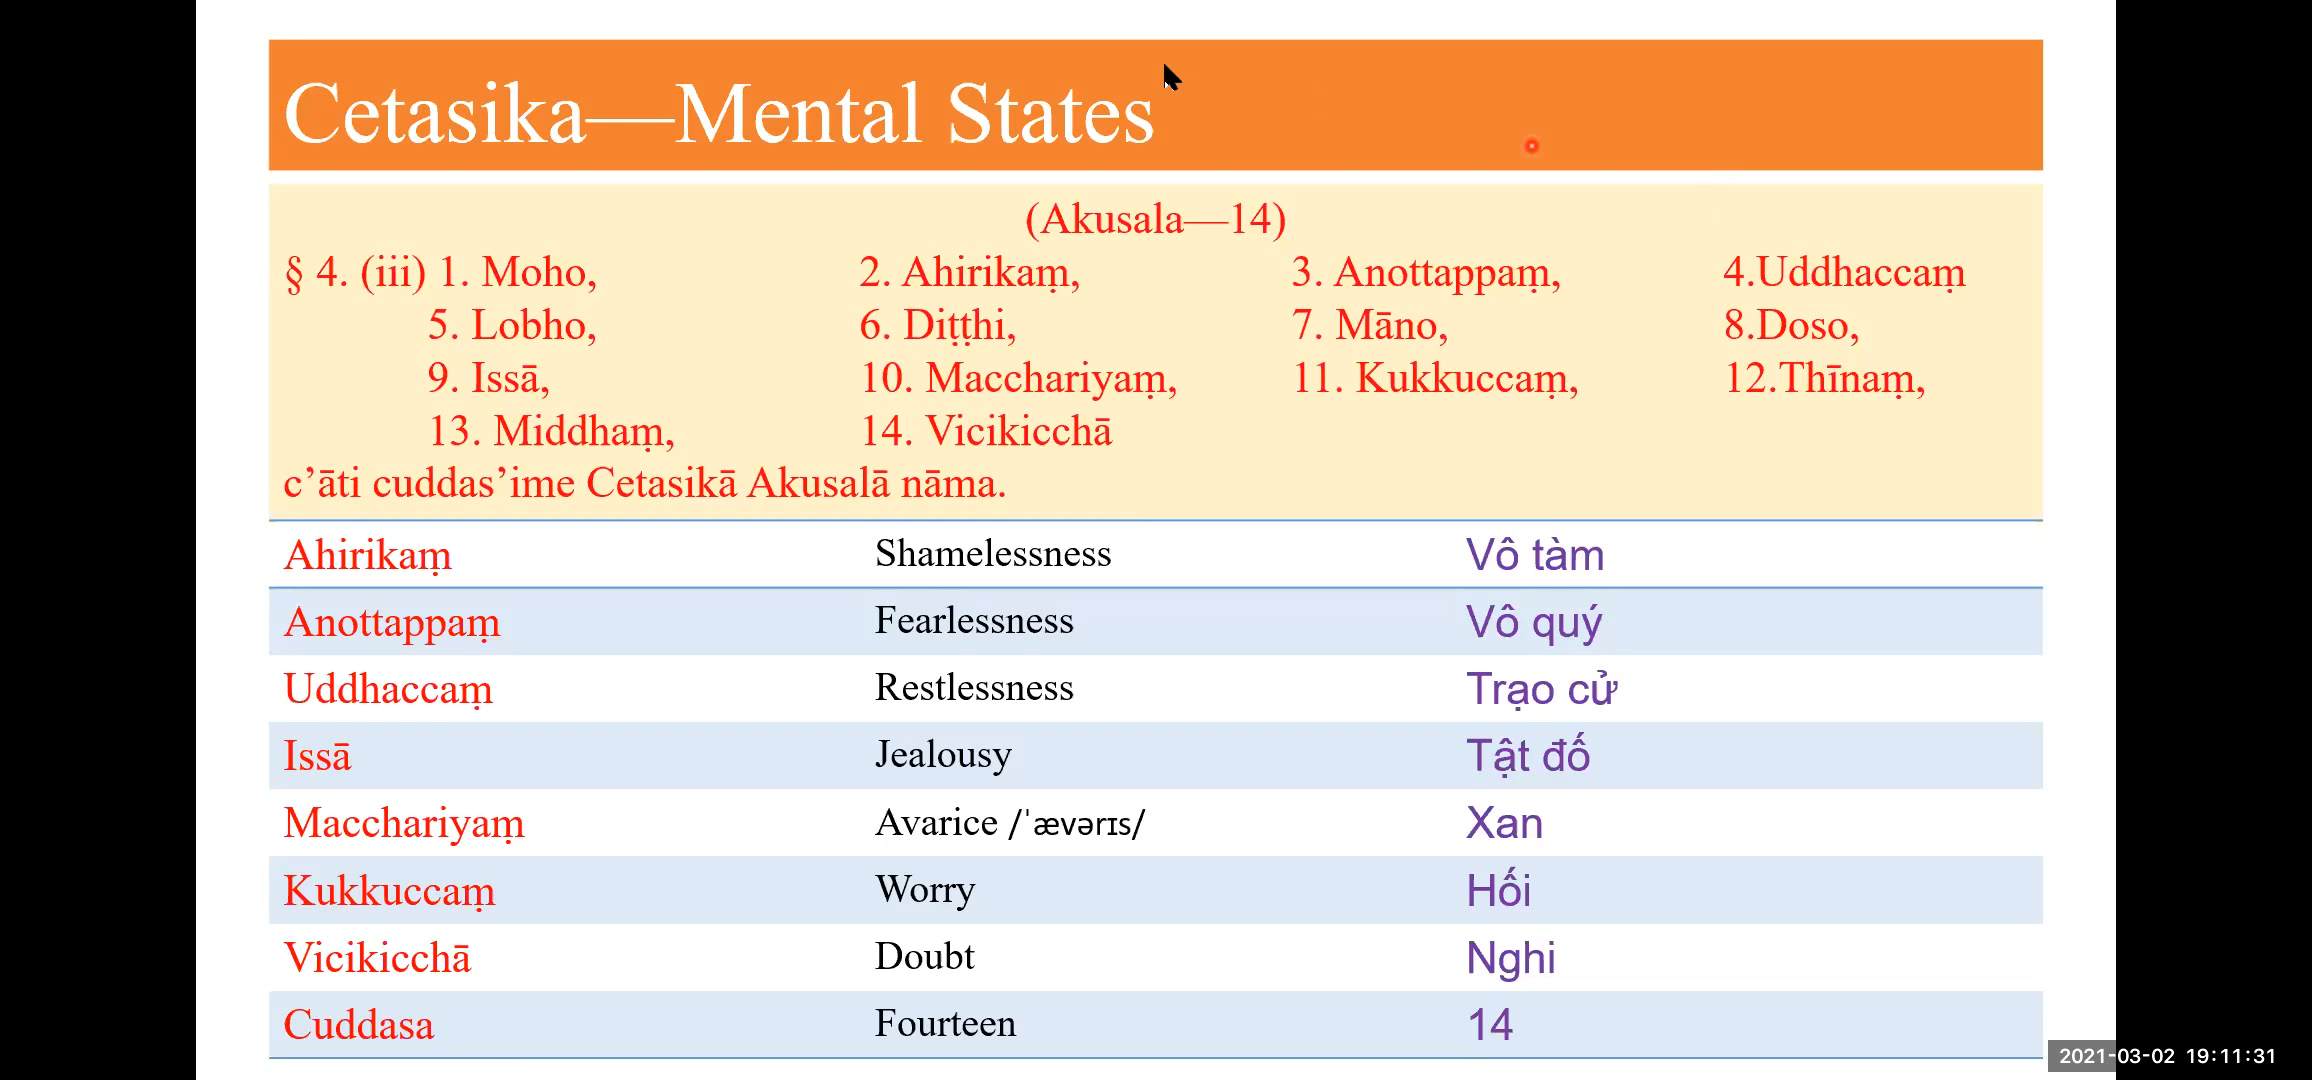 Cetasika—Mental States
(Akusala—14)
§ 4. (iii) 1. Moho, 2. Ahirikaṃ, 3. Anottappaṃ, 4.Uddhaccaṃ
5. Lobho, 6. Diṭṭhi, 7. Māno, 8.Doso,
9. Issā, 10. Macchariyaṃ, 11. Kukkuccaṃ, 12.Thīnaṃ,
13. Middhaṃ, 14. Vicikicchā
c’āti cuddas’ime Cetasikā Akusalā nāma.
Ahirikaṃ Shamelessness Vô tàm
Anottappaṃ Fearlessness Vô quý
Uddhaccaṃ Restlessness Trạo cử
Issā Jealousy Tật đố
Macchariyaṃ Avarice /ˈævərɪs/ Xan
Kukkuccaṃ Worry Hối
Vicikicchā Doubt Nghi
Cuddasa Fourteen 14
2021-03-02 19:11:31